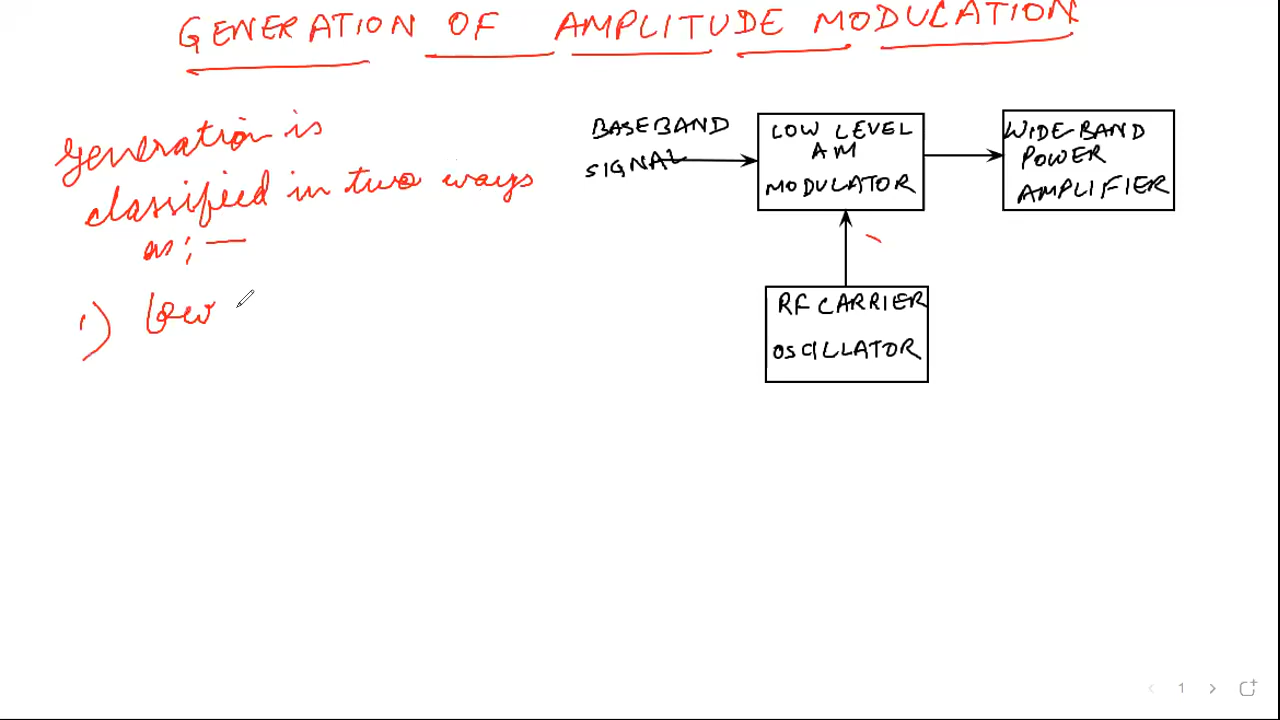 GENERATION OF AMPLITUDE MODULATION
Generation is
classified in two ways
as; —
1) Low
BASEBAND
SIGNAL
LOW LEVEL
AM
MODULATOR
WIDE-BAND
POWER
AMPLIFIER
RF CARRIER
OSCILLATOR
1